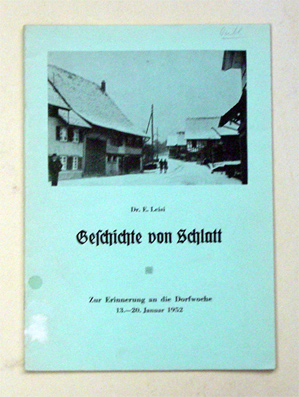 Dr. E. Leisi
Geschichte von Schlatt
Zur Erinnerung an die Dorfwoche
13.—20. Januar 1952